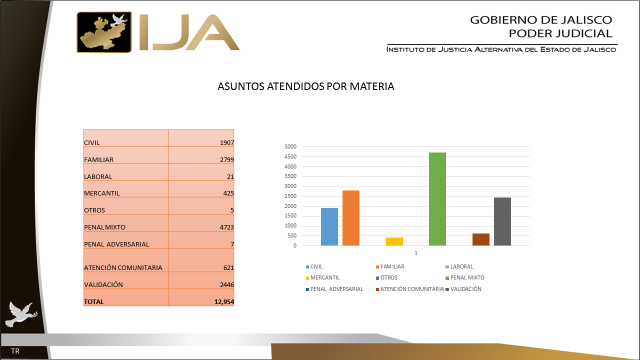 IJA
GOBIERNO DE JALISCO
PODER JUDICIAL
INSTITUTO DE JUSTICIA ALTERNATIVA DEL ESTADO DE JALISCO
ASUNTOS ATENDIDOS POR MATERIA
CIVIL 1907
FAMILIAR 2799
LABORAL 21
MERCANTIL 425
OTROS 5
PENAL MIXTO 4723
PENAL ADVERSARIAL 7
ATENCIÓN COMUNITARIA 621
VALIDACIÓN 2446
TOTAL 12,954
5000
4500
4000
3500
3000
2500
2000
1500
1000
500
0
1
CIVIL FAMILIAR LABORAL
MERCANTIL OTROS PENAL MIXTO
PENAL ADVERSARIAL ATENCIÓN COMUNITARIA VALIDACIÓN
TR